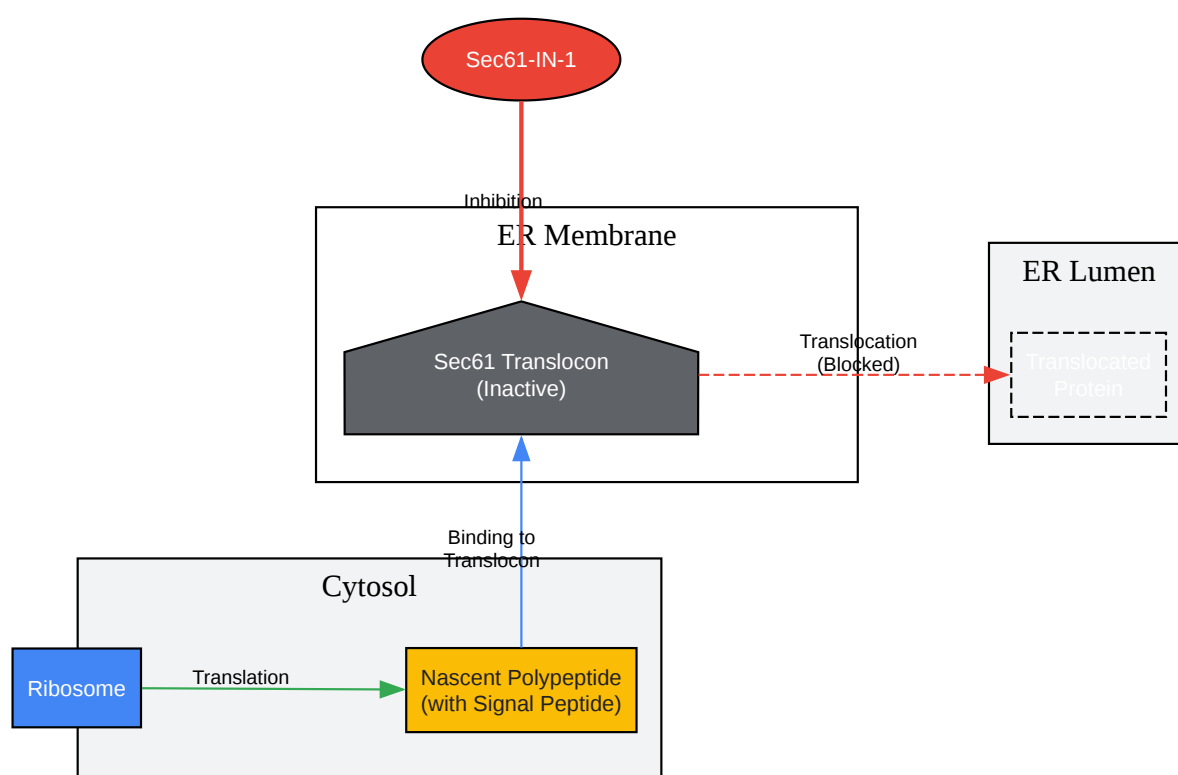 Sec61-IN-1
Inhibition
ER Membrane
ER Lumen
Sec61 Translocon
(Inactive)
Translocation
(Blocked)
Translocated
Protein
Binding to
Translocon
Cytosol
Ribosome
Translation
Nascent Polypeptide
(with Signal Peptide)